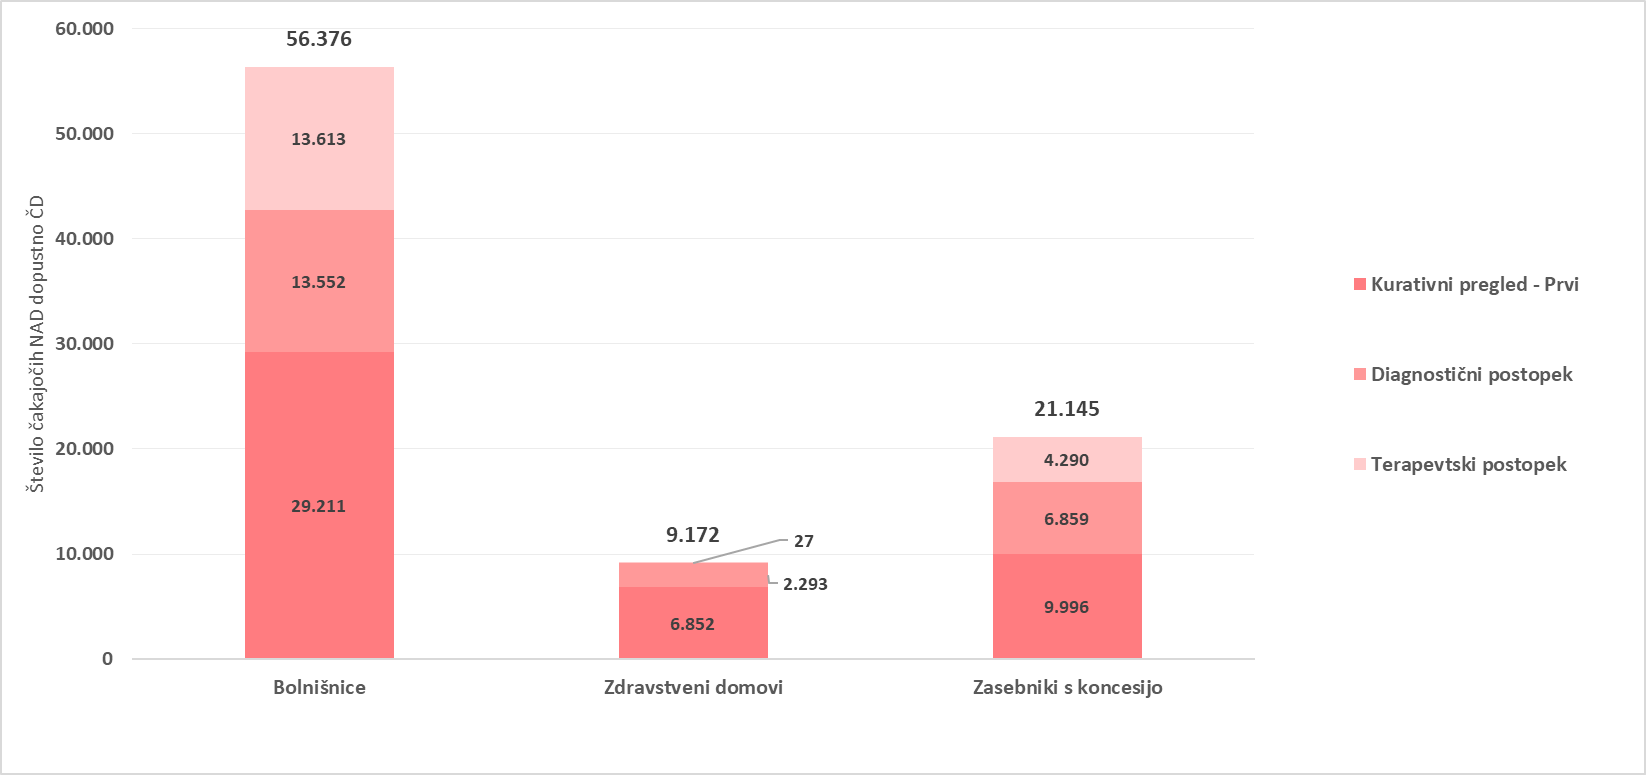 Število čakajočih NAD dopustno ČD
60.000
50.000
40.000
30.000
20.000
10.000
0
56.376
13.613
13.552
29.211
9.172
27
2.293
6.852
21.145
4.290
6.859
9.996
Bolnišnice
Zdravstveni domovi
Zasebniki s koncesijo
Kurativni pregled - Prvi
Diagnostični postopek
Terapevtski postopek